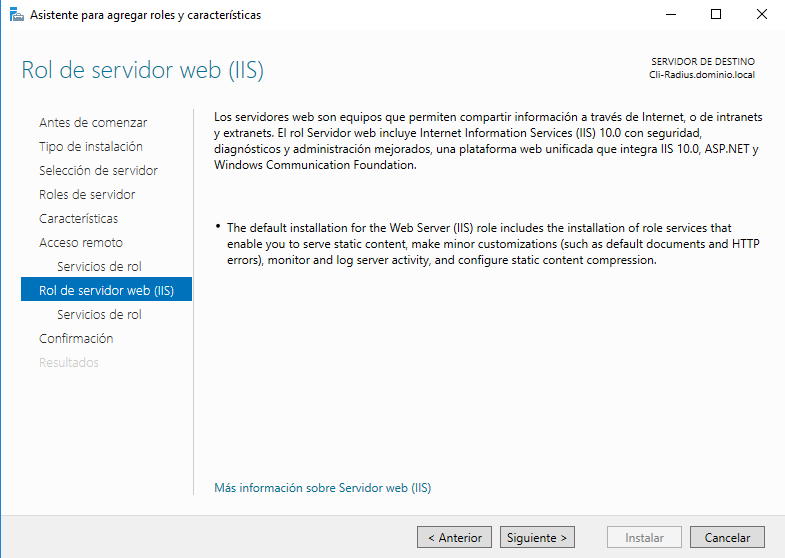 Asistente para agregar roles y características
Rol de servidor web (IIS)
SERVIDOR DE DESTINO
Cli-Radius.dominio.local
Antes de comenzar
Tipo de instalación
Selección de servidor
Roles de servidor
Características
Acceso remoto
Servicios de rol
Rol de servidor web (IIS)
Servicios de rol
Confirmación
Resultados
Los servidores web son equipos que permiten compartir información a través de Internet, o de intranets
y extranets. El rol Servidor web incluye Internet Information Services (IIS) 10.0 con seguridad,
diagnósticos y administración mejorados, una plataforma web unificada que integra IIS 10.0, ASP.NET y
Windows Communication Foundation.
• The default installation for the Web Server (IIS) role includes the installation of role services that
enable you to serve static content, make minor customizations (such as default documents and HTTP
errors), monitor and log server activity, and configure static content compression.
Más información sobre Servidor web (IIS)
< Anterior
Siguiente >
Instalar
Cancelar